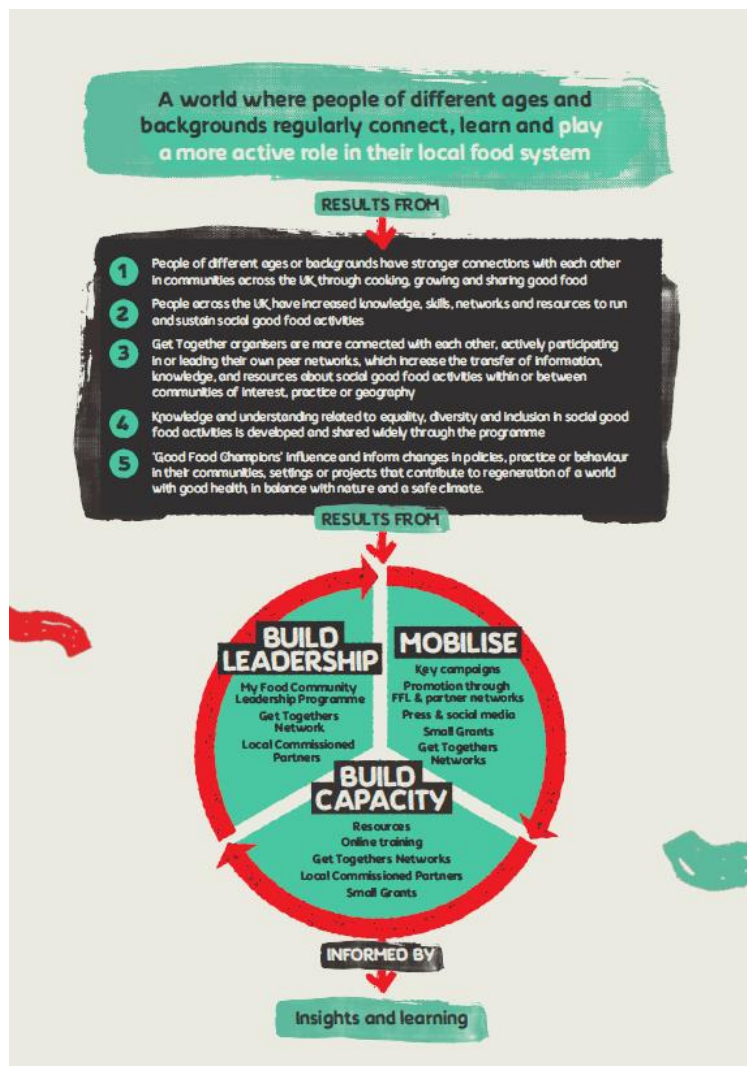 A world where people of different ages and
backgrounds regularly connect, learn and play
a more active role in their local food system
RESULTS FROM
1
People of different ages or backgrounds have stronger connections with each other
in communities across the UK, through cooking, growing and sharing good food
2
People across the UK, have increased knowledge, skills, networks and resources to run
and sustain social good food activities
3
Get Together organisers are more connected with each other, actively participating
in or leading their own peer networks, which increase the transfer of information,
knowledge, and resources about social good food activities within or between
communities of interest, practice or geography
4
Knowledge and understanding related to equality, diversity and inclusion in social good
food activities is developed and shared widely through the programme
5
'Good Food Champions' influence and inform changes in policies, practice or behaviour
in their communities, settings or projects that contribute to regeneration of a world
with good health, in balance with nature and a safe climate.
RESULTS FROM
BUILD
LEADERSHIP
My Food Community
Leadership Programme
Get Togethers
Network
Local Commissioned
Partners
MOBILISE
Key campaigns
Promotion through
FFL & partner networks
Press & social media
Small Grants
Get Togethers
Networks
BUILD
CAPACITY
Resources
Online training
Get Togethers Networks
Local Commissioned Partners
Small Grants
INFORMED BY
Insights and learning